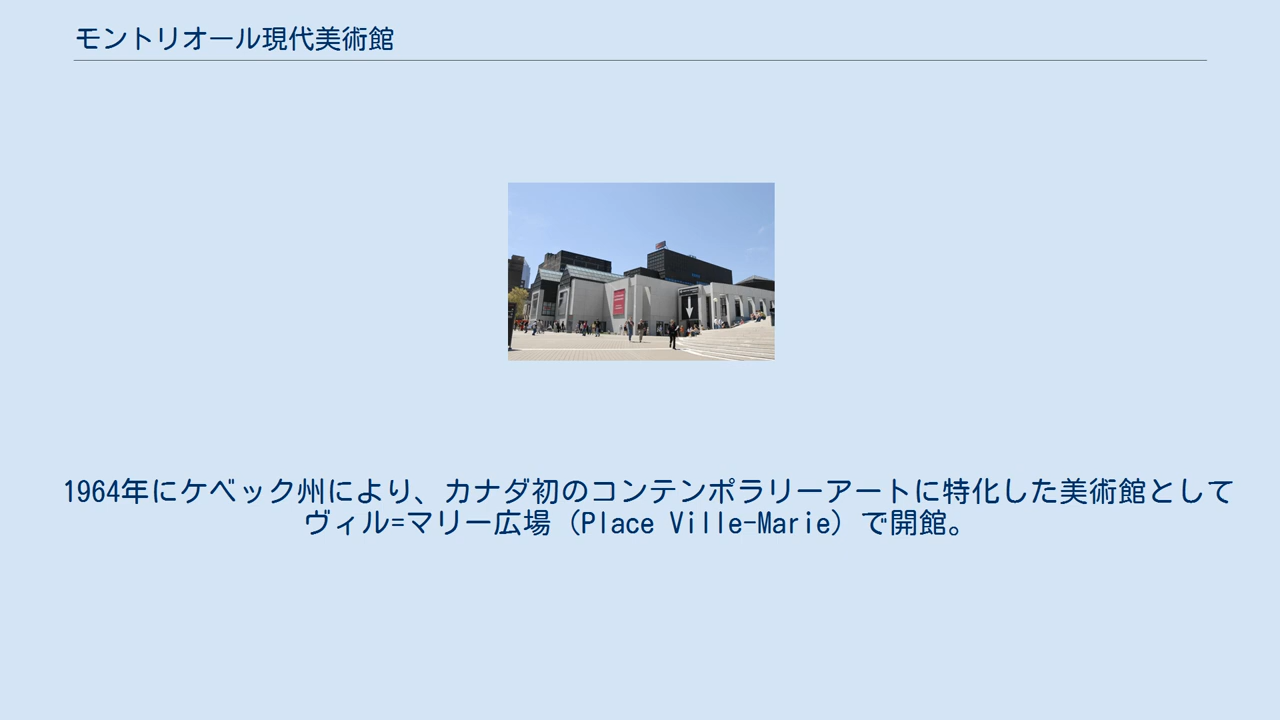 モントリオール現代美術館
1964年にケベック州により、カナダ初のコンテンポラリーアートに特化した美術館として
ヴィル=マリー広場（Place Ville-Marie）で開館。